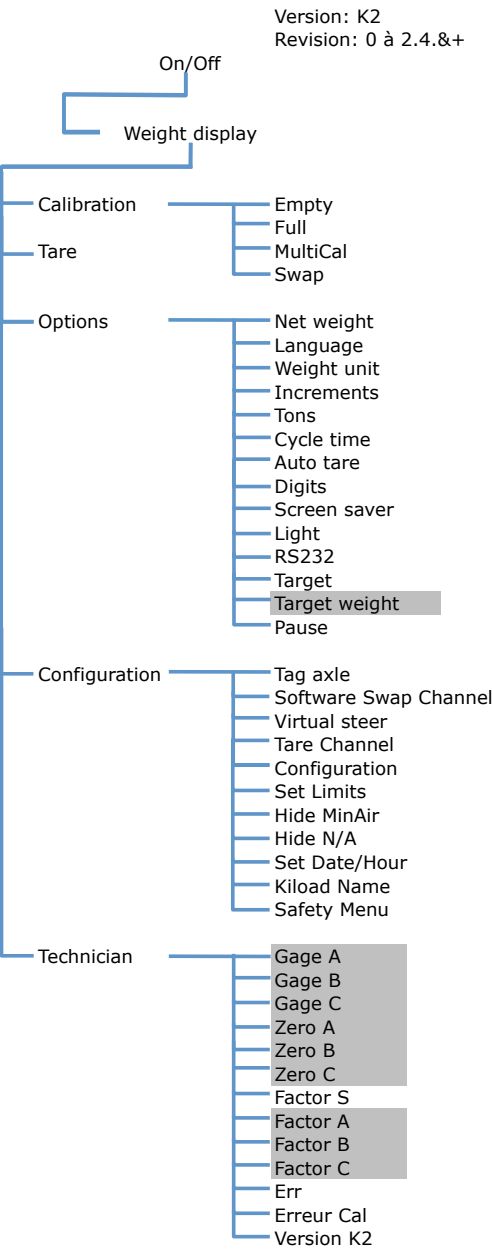 Version: K2
Revision: 0 à 2.4.&+
On/Off
Weight display
Calibration
Empty
Full
MultiCal
Swap
Tare
Options
Net weight
Language
Weight unit
Increments
Tons
Cycle time
Auto tare
Digits
Screen saver
Light
RS232
Target
Target weight
Pause
Configuration
Tag axle
Software Swap Channel
Virtual steer
Tare Channel
Configuration
Set Limits
Hide MinAir
Hide N/A
Set Date/Hour
Kiload Name
Safety Menu
Technician
Gage A
Gage B
Gage C
Zero A
Zero B
Zero C
Factor S
Factor A
Factor B
Factor C
Err
Erreur Cal
Version K2